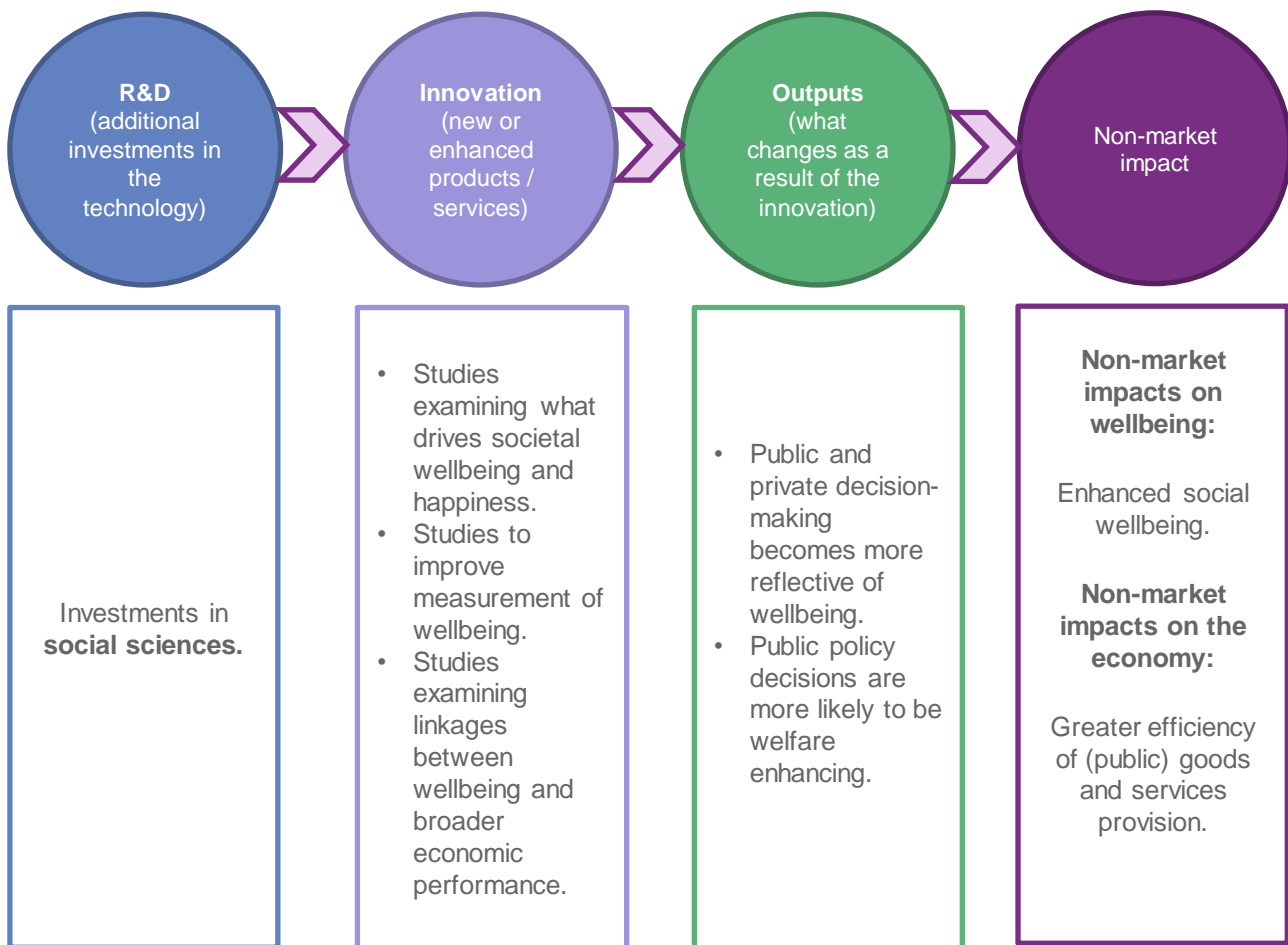 R&D
(additional
investments in
the
technology)
Innovation
(new or
enhanced
products /
services)
Outputs
(what
changes as a
result of the
innovation)
Non-market
impact
Investments in
social sciences.
• Studies
examining what
drives societal
wellbeing and
happiness.
• Studies to
improve
measurement of
wellbeing.
• Studies
examining
linkages
between
wellbeing and
broader
economic
performance.
• Public and
private decision-
making
becomes more
reflective of
wellbeing.
• Public policy
decisions are
more likely to be
welfare
enhancing.
Non-market
impacts on
wellbeing:
Enhanced social
wellbeing.
Non-market
impacts on the
economy:
Greater efficiency
of (public) goods
and services
provision.